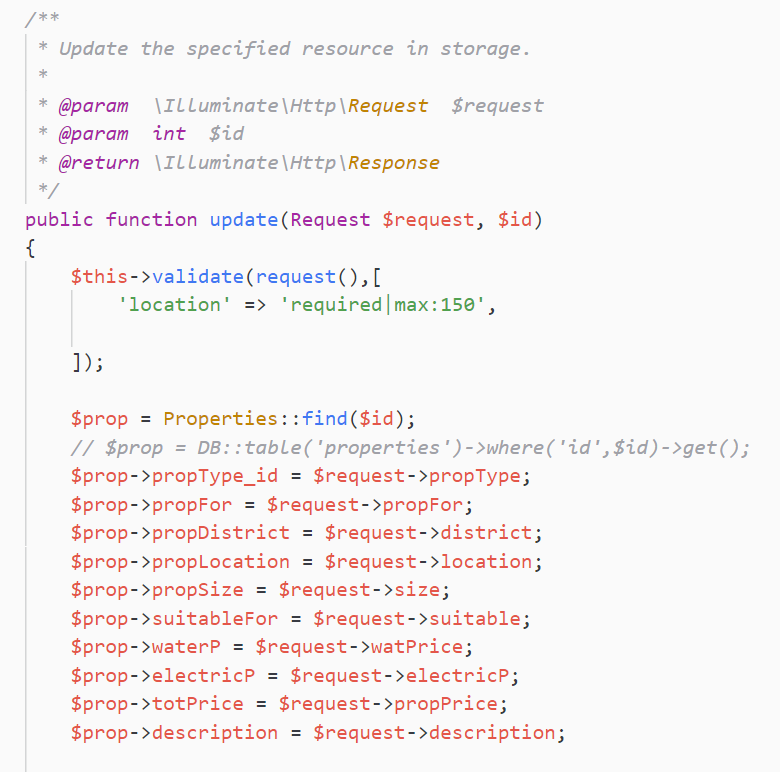 /**
 * Update the specified resource in storage.
 *
 * @param  \Illuminate\Http\Request  $request
 * @param  int  $id
 * @return \Illuminate\Http\Response
 */
public function update(Request $request, $id)
{
    $this->validate(request(),[
        'location' => 'required|max:150',
    ]);
    $prop = Properties::find($id);
    // $prop = DB::table('properties')->where('id',$id)->get();
    $prop->propType_id = $request->propType;
    $prop->propFor = $request->propFor;
    $prop->propDistrict = $request->district;
    $prop->propLocation = $request->location;
    $prop->propSize = $request->size;
    $prop->suitableFor = $request->suitable;
    $prop->waterP = $request->watPrice;
    $prop->electricP = $request->electricP;
    $prop->totPrice = $request->propPrice;
    $prop->description = $request->description;